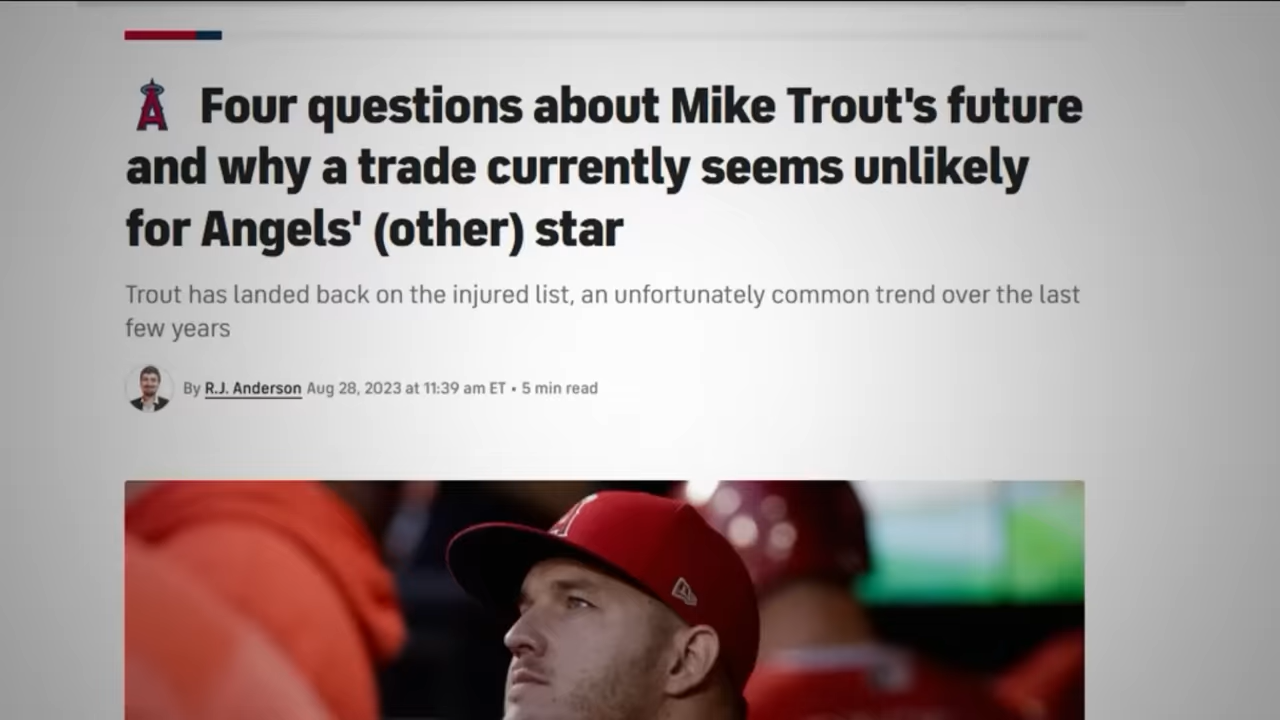 Four questions about Mike Trout's future
and why a trade currently seems unlikely
for Angels' (other) star
Trout has landed back on the injured list, an unfortunately common trend over the last
few years
By R.J. Anderson Aug 28, 2023 at 11:39 am ET • 5 min read